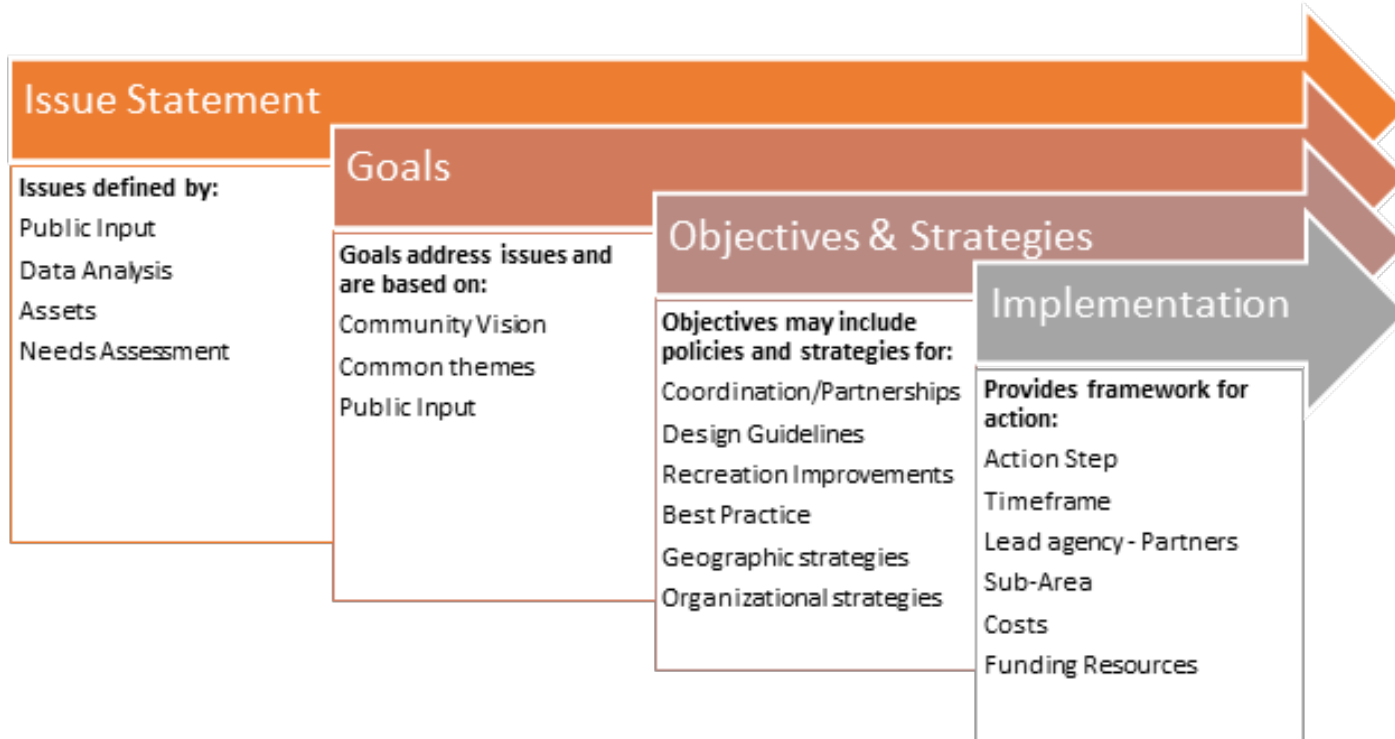 Issue Statement
Issues defined by:
Public Input
Data Analysis
Assets
Needs Assessment
Goals
Goals address issues and
are based on:
Community Vision
Common themes
Public Input
Objectives & Strategies
Objectives may include
policies and strategies for:
Coordination/Partnerships
Design Guidelines
Recreation Improvements
Best Practice
Geographic strategies
Organizational strategies
Implementation
Provides framework for
action:
Action Step
Timeframe
Lead agency - Partners
Sub-Area
Costs
Funding Resources